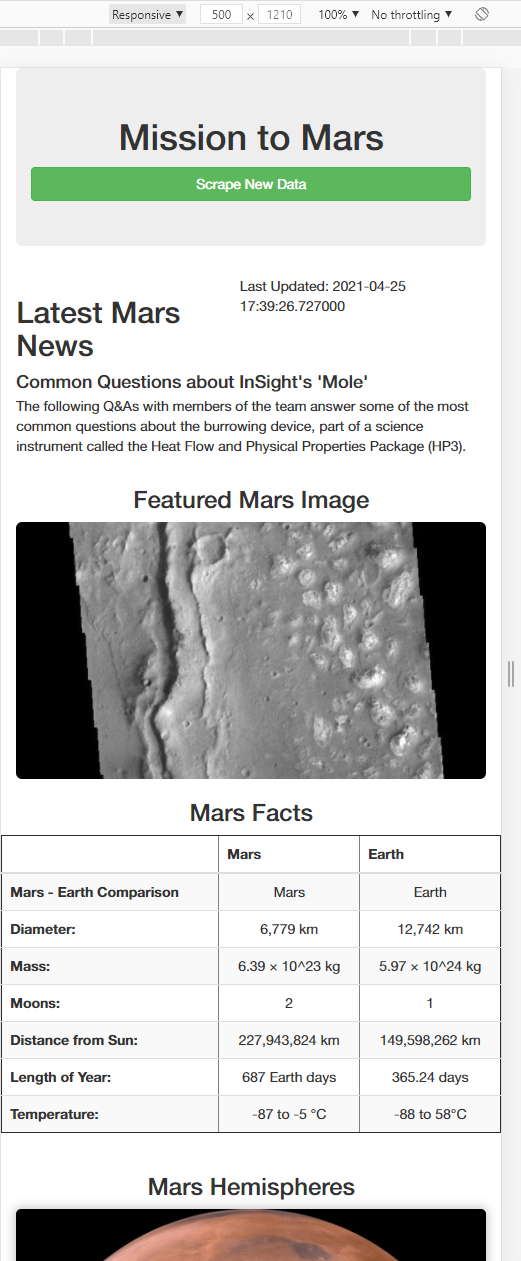 Responsive ▼ 500 × 1210 100% ▼ No throttling ▼
Mission to Mars
Scrape New Data
Last Updated: 2021-04-25
17:39:26.727000
Latest Mars
News
Common Questions about InSight's 'Mole'
The following Q&As with members of the team answer some of the most
common questions about the burrowing device, part of a science
instrument called the Heat Flow and Physical Properties Package (HP3).
Featured Mars Image
Mars Facts
Mars Earth
Mars - Earth Comparison Mars Earth
Diameter: 6,779 km 12,742 km
Mass: 6.39 × 10^23 kg 5.97 × 10^24 kg
Moons: 2 1
Distance from Sun: 227,943,824 km 149,598,262 km
Length of Year: 687 Earth days 365.24 days
Temperature: -87 to -5 °C -88 to 58°C
Mars Hemispheres